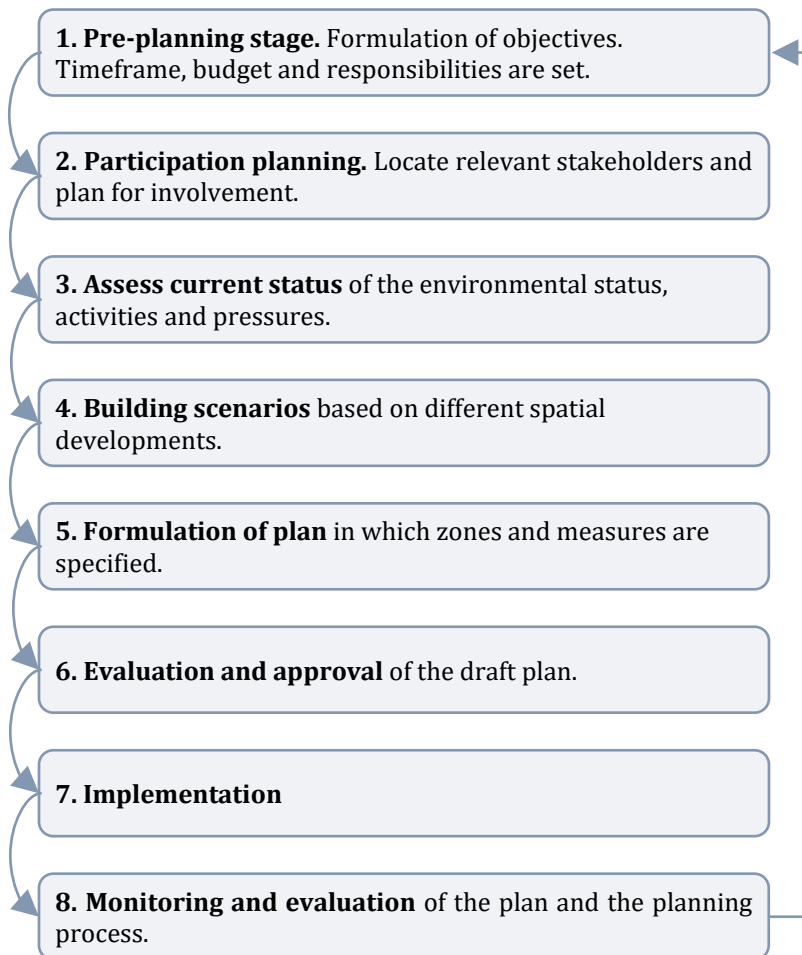 1. Pre-planning stage. Formulation of objectives.
Timeframe, budget and responsibilities are set.
2. Participation planning. Locate relevant stakeholders and
plan for involvement.
3. Assess current status of the environmental status,
activities and pressures.
4. Building scenarios based on different spatial
developments.
5. Formulation of plan in which zones and measures are
specified.
6. Evaluation and approval of the draft plan.
7. Implementation
8. Monitoring and evaluation of the plan and the planning
process.